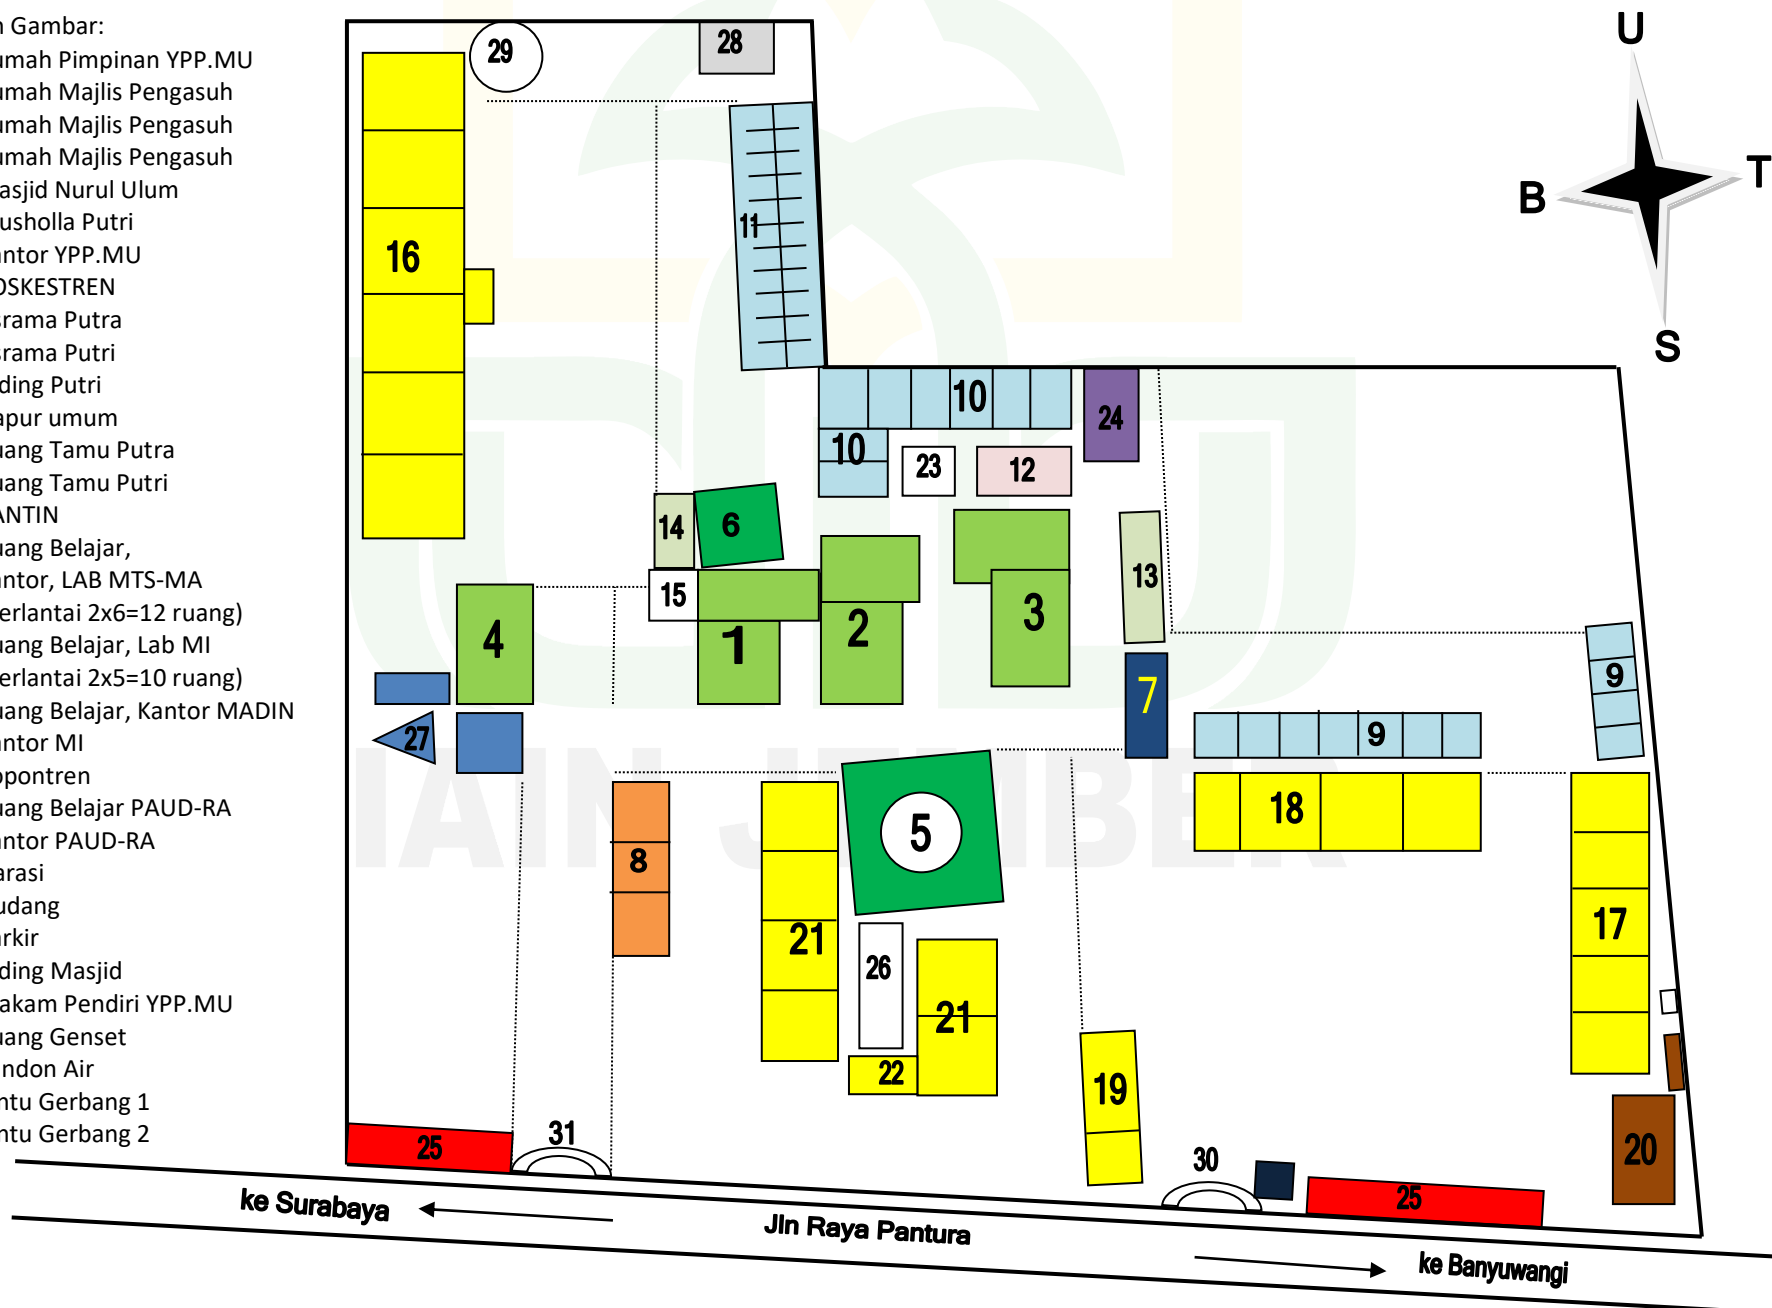 n Gambar:
umah Pimpinan YPP.MU
umah Majlis Pengasuh
umah Majlis Pengasuh
umah Majlis Pengasuh
asjid Nurul Ulum
usholla Putri
antor YPP.MU
OSKESTREN
srama Putra
srama Putri
ding Putri
apur umum
uang Tamu Putra
uang Tamu Putri
ANTIN
uang Belajar,
antor, LAB MTS-MA
erlantai 2x6=12 ruang)
uang Belajar, Lab MI
erlantai 2x5=10 ruang)
uang Belajar, Kantor MADIN
antor MI
opontren
uang Belajar PAUD-RA
antor PAUD-RA
arasi
udang
arkir
ding Masjid
akam Pendiri YPP.MU
uang Genset
ndon Air
ntu Gerbang 1
ntu Gerbang 2
U
B
T
S
29
28
11
16
10
24
10
23
12
14
6
13
15
4
1
2
3
7
9
27
9
5
8
18
21
17
26
21
22
19
20
31
25
30
25
ke Surabaya
Jln Raya Pantura
ke Banyuwangi
IAIN JEMBER